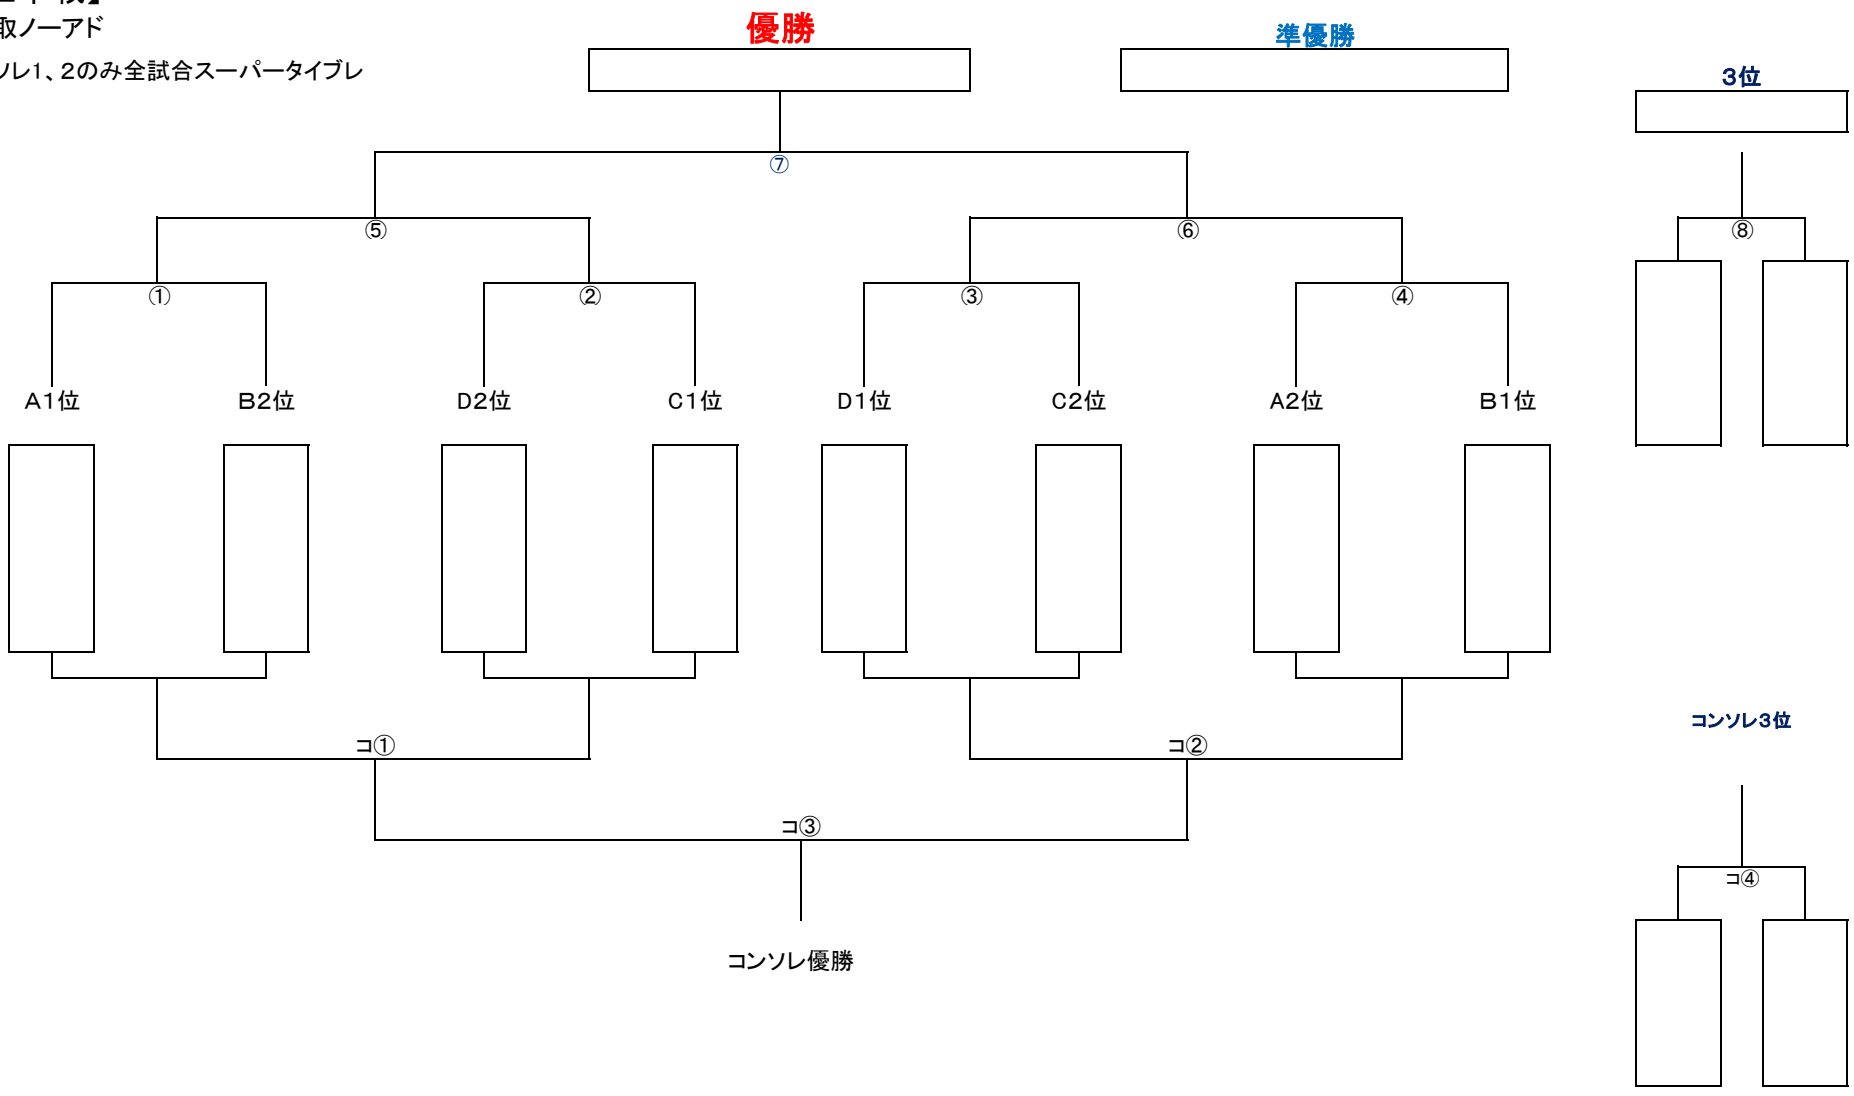 取ノーアド
ソレ1、2のみ全試合スーパータイブレ
優勝
準優勝
3位
⑦
⑤
⑥
⑧
①
②
③
④
A1位
B2位
D2位
C1位
D1位
C2位
A2位
B1位
コンソレ3位
コ①
コ②
コ③
コ④
コンソレ優勝